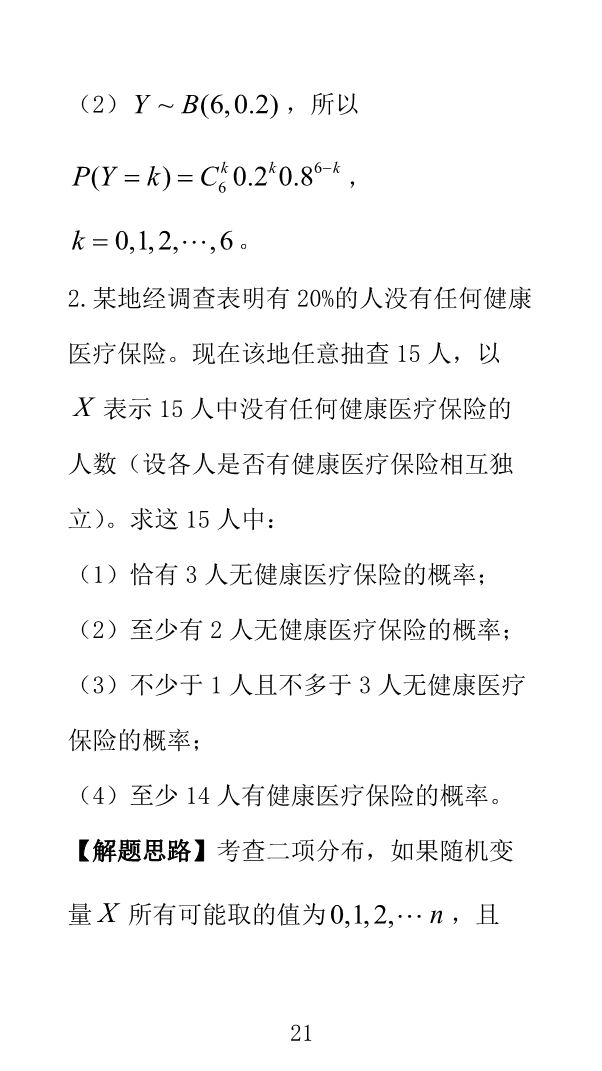 （2）Y ~ B(6,0.2)，所以
P(Y = k) = C₆ᵏ 0.2ᵏ0.8⁶⁻ᵏ，
k = 0,1,2,⋯,6。
2.某地经调查表明有 20%的人没有任何健康
医疗保险。现在该地任意抽查 15 人，以
X 表示 15 人中没有任何健康医疗保险的
人数（设各人是否有健康医疗保险相互独
立）。求这 15 人中：
（1）恰有 3 人无健康医疗保险的概率；
（2）至少有 2 人无健康医疗保险的概率；
（3）不少于 1 人且不多于 3 人无健康医疗
保险的概率；
（4）至少 14 人有健康医疗保险的概率。
【解题思路】考查二项分布，如果随机变
量 X 所有可能取的值为 0,1,2,⋯ n ，且
21